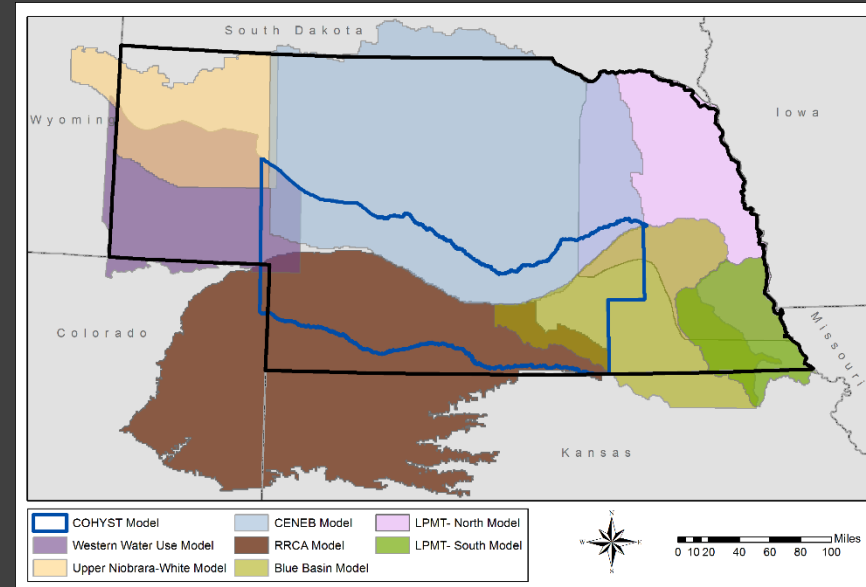 South Dakota
Wyoming
Iowa
Colorado
Missouri
Kansas
COHYST Model
CENEB Model
LPMT- North Model
Western Water Use Model
RRCA Model
LPMT- South Model
Upper Niobrara-White Model
Blue Basin Model
N
W
E
S
Miles
0 10 20 40 60 80 100